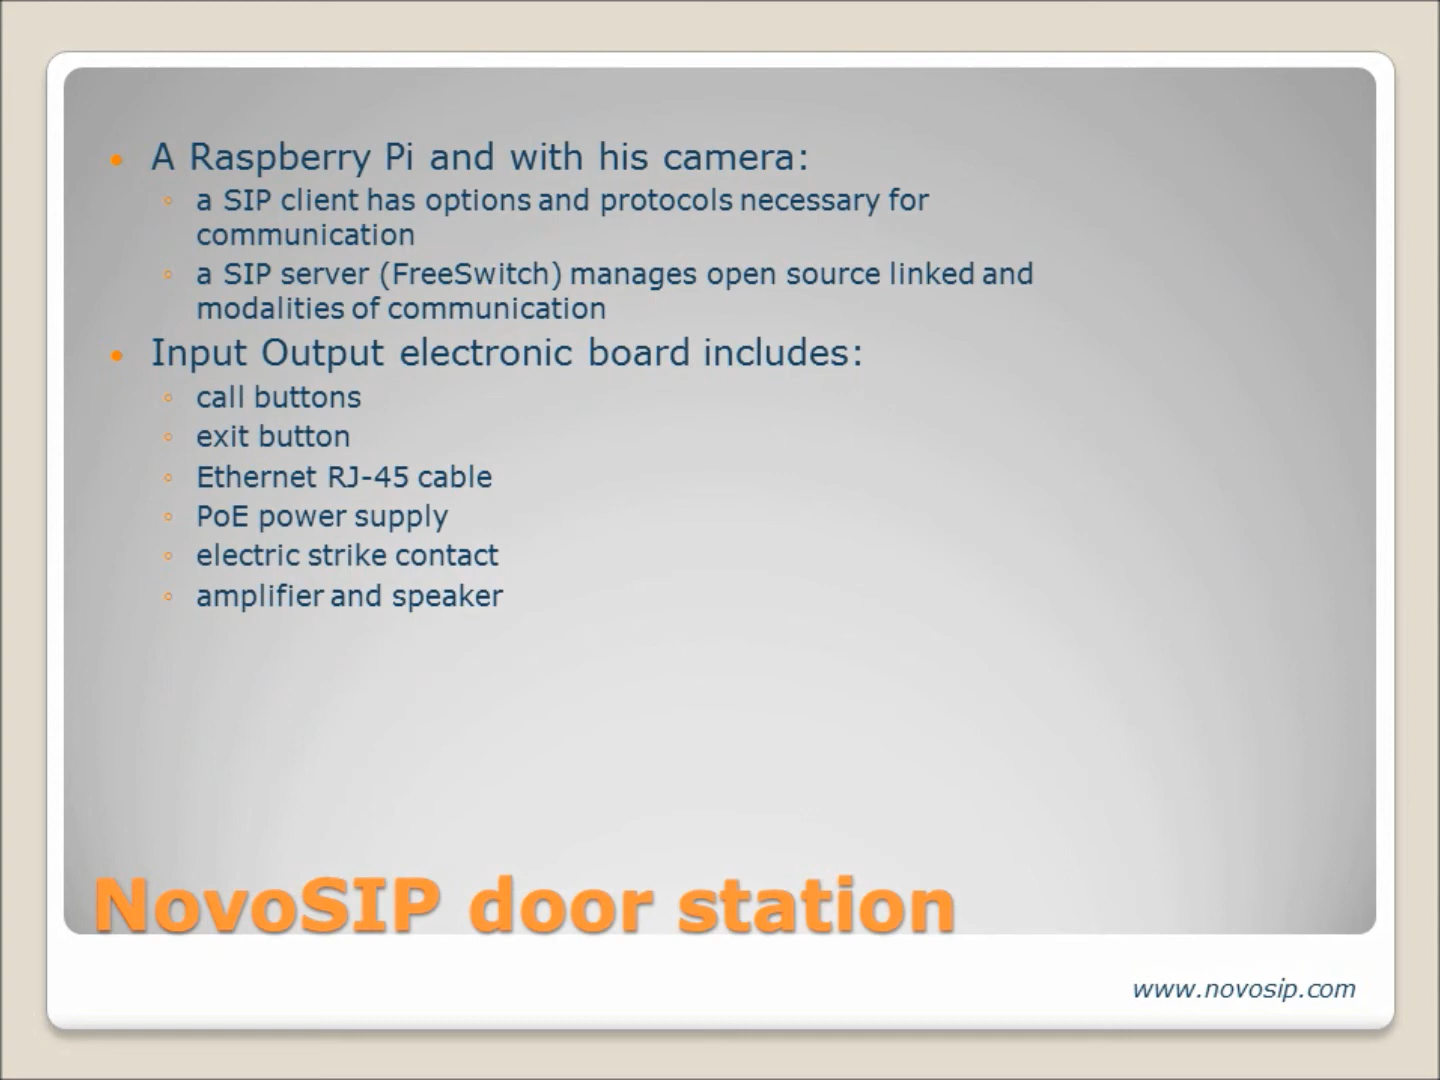 A Raspberry Pi and with his camera:
a SIP client has options and protocols necessary for
communication
a SIP server (FreeSwitch) manages open source linked and
modalities of communication
Input Output electronic board includes:
call buttons
exit button
Ethernet RJ-45 cable
PoE power supply
electric strike contact
amplifier and speaker
NovoSIP door station
www.novosip.com